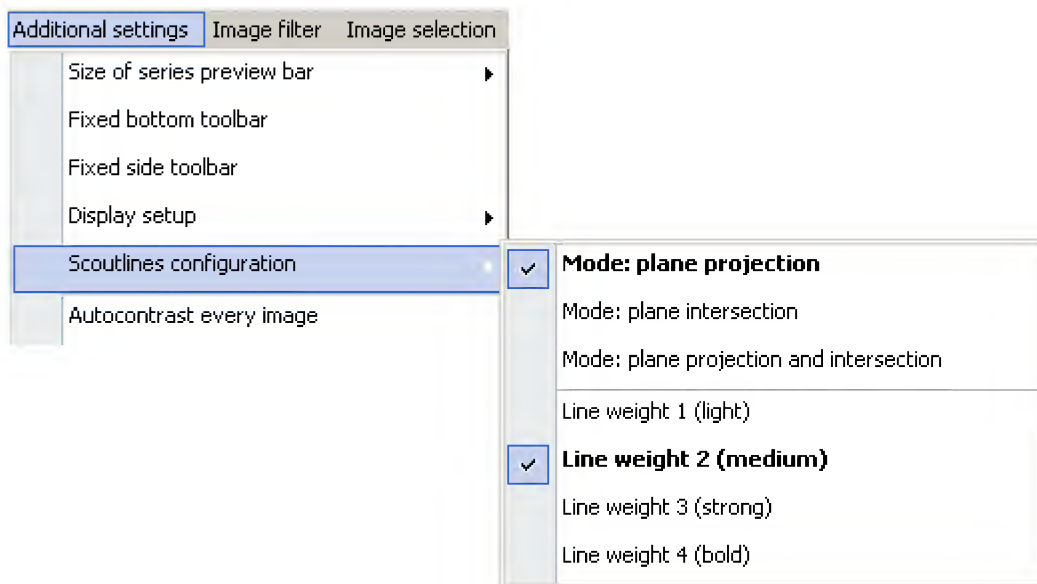 Additional settings Image filter Image selection
Size of series preview bar
Fixed bottom toolbar
Fixed side toolbar
Display setup
Scoutlines configuration
Autocontrast every image
Mode: plane projection
Mode: plane intersection
Mode: plane projection and intersection
Line weight 1 (light)
Line weight 2 (medium)
Line weight 3 (strong)
Line weight 4 (bold)